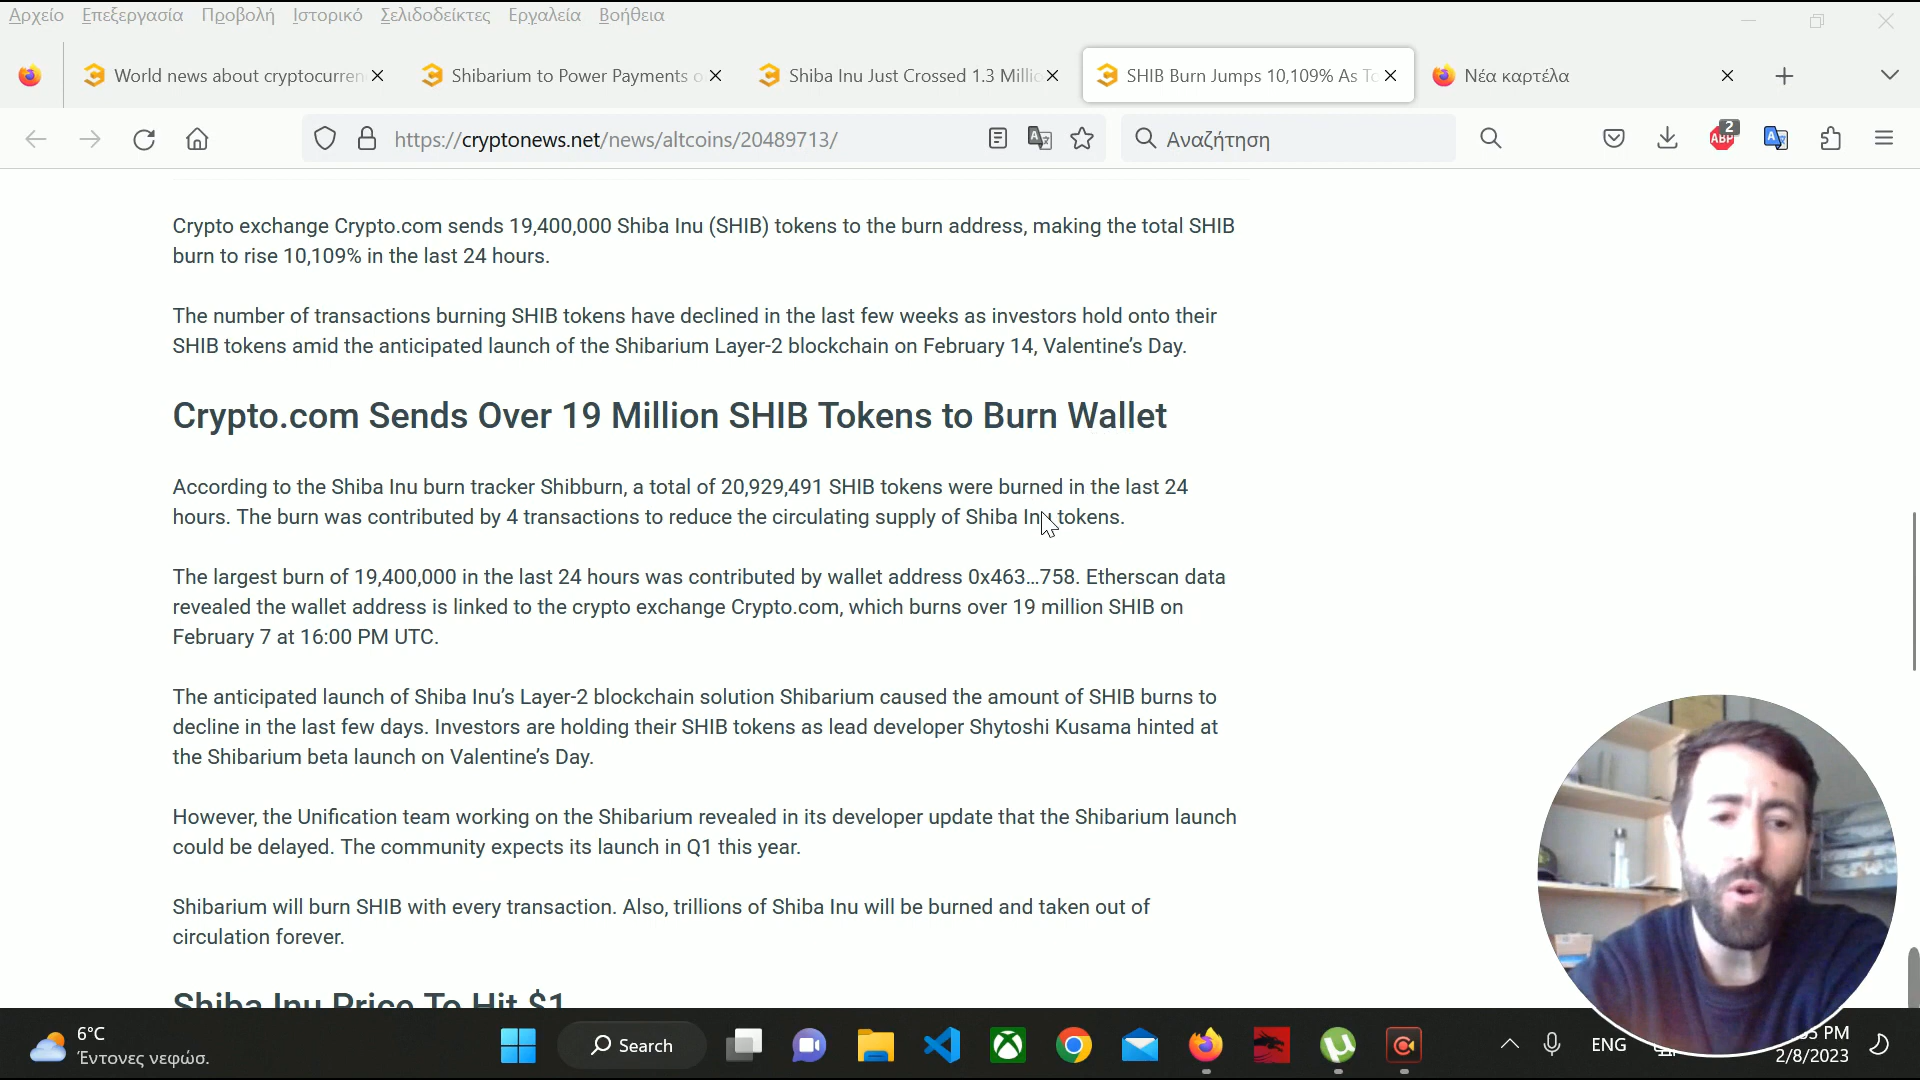 Αρχείο Επεξεργασία Προβολή Ιστορικό Σελιδοδείκτες Εργαλεία Βοήθεια
World news about cryptocurren
Shibarium to Power Payments o
Shiba Inu Just Crossed 1.3 Millio
SHIB Burn Jumps 10,109% As To
Νέα καρτέλα
https://cryptonews.net/news/altcoins/20489713/
Αναζήτηση
ABP
2
Crypto exchange Crypto.com sends 19,400,000 Shiba Inu (SHIB) tokens to the burn address, making the total SHIB
burn to rise 10,109% in the last 24 hours.
The number of transactions burning SHIB tokens have declined in the last few weeks as investors hold onto their
SHIB tokens amid the anticipated launch of the Shibarium Layer-2 blockchain on February 14, Valentine's Day.
Crypto.com Sends Over 19 Million SHIB Tokens to Burn Wallet
According to the Shiba Inu burn tracker Shibburn, a total of 20,929,491 SHIB tokens were burned in the last 24
hours. The burn was contributed by 4 transactions to reduce the circulating supply of Shiba Inu tokens.
The largest burn of 19,400,000 in the last 24 hours was contributed by wallet address 0x463…758. Etherscan data
revealed the wallet address is linked to the crypto exchange Crypto.com, which burns over 19 million SHIB on
February 7 at 16:00 PM UTC.
The anticipated launch of Shiba Inu's Layer-2 blockchain solution Shibarium caused the amount of SHIB burns to
decline in the last few days. Investors are holding their SHIB tokens as lead developer Shytoshi Kusama hinted at
the Shibarium beta launch on Valentine's Day.
However, the Unification team working on the Shibarium revealed in its developer update that the Shibarium launch
could be delayed. The community expects its launch in Q1 this year.
Shibarium will burn SHIB with every transaction. Also, trillions of Shiba Inu will be burned and taken out of
circulation forever.
Shiba Inu Price To Hit $1
6°C
Έντονες νεφώσ.
Search
ENG
PM
2/8/2023